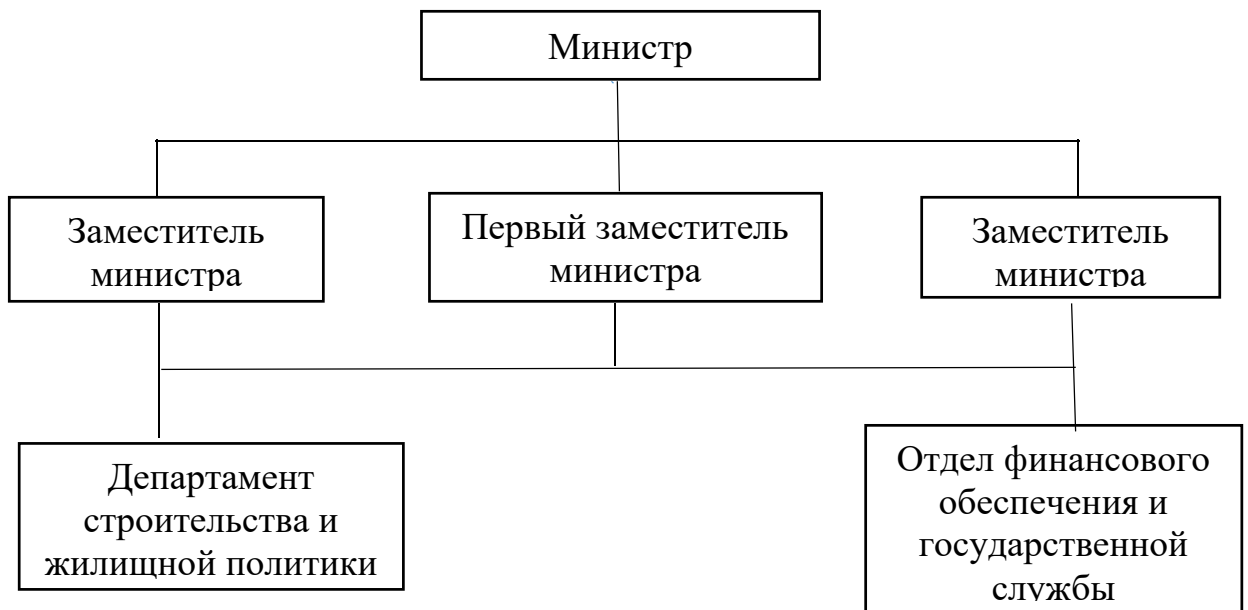 Министр
Заместитель
министра
Первый заместитель
министра
Заместитель
министра
Департамент
строительства и
жилищной политики
Отдел финансового
обеспечения и
государственной
службы